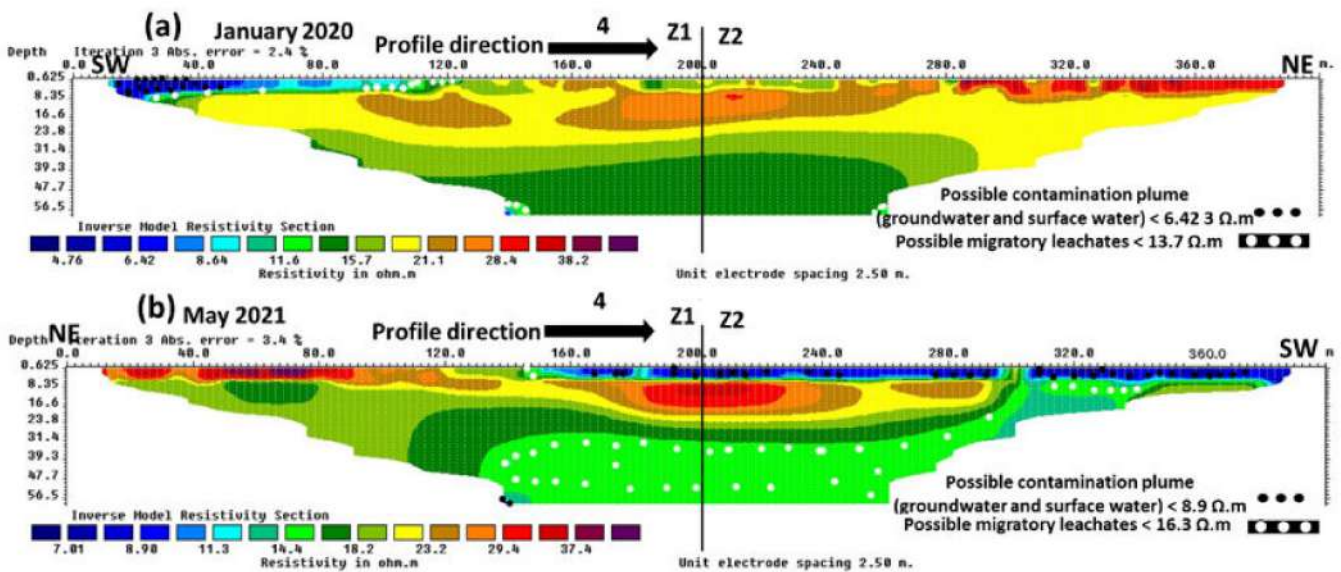 (a) January 2020 4 Z1 Z2
Profile direction
Depth Iteration 3 Abs. error = 2.4 %
SW NE
0.0 40.0 80.0 120.0 160.0 200.0 240.0 280.0 320.0 360.0 m.
0.625
8.35
16.6
23.8
31.4
39.3
47.7
56.5
Possible contamination plume
(groundwater and surface water) < 6.42 3 Ω.m
Possible migratory leachates < 13.7 Ω.m
Inverse Model Resistivity Section
4.76 6.42 8.64 11.6 15.7 21.1 28.4 38.2
Resistivity in ohm.m
Unit electrode spacing 2.50 m.
(b) May 2021 4 Z1 Z2
Profile direction
NE SW
Depth Iteration 3 Abs. error = 3.4 %
0.0 40.0 80.0 120.0 160.0 200.0 240.0 280.0 320.0 360.0 m.
0.625
8.35
16.6
23.8
31.4
39.3
47.7
56.5
Possible contamination plume
(groundwater and surface water) < 8.9 Ω.m
Possible migratory leachates < 16.3 Ω.m
Inverse Model Resistivity Section
7.01 8.90 11.3 14.4 18.2 23.2 29.4 37.4
Resistivity in ohm.m
Unit electrode spacing 2.50 m.